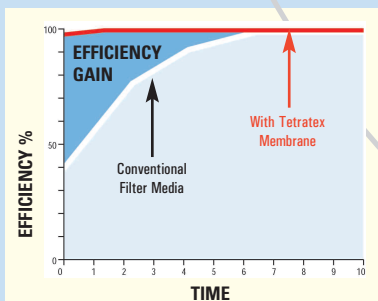 100
EFFICIENCY
GAIN
With Tetratex
Membrane
50
Conventional
Filter Media
EFFICIENCY %
0
0 1 2 3 4 5 6 7 8 9 10
TIME